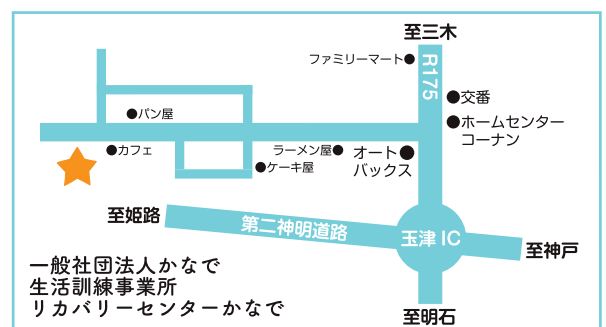 至三木
ファミリーマート
R175
交番
パン屋
ホームセンター
コーナン
カフェ
ラーメン屋
オート
バックス
ケーキ屋
至姫路
第二神明道路
玉津IC
至神戸
一般社団法人かなで
生活訓練事業所
リカバリーセンターかなで
至明石